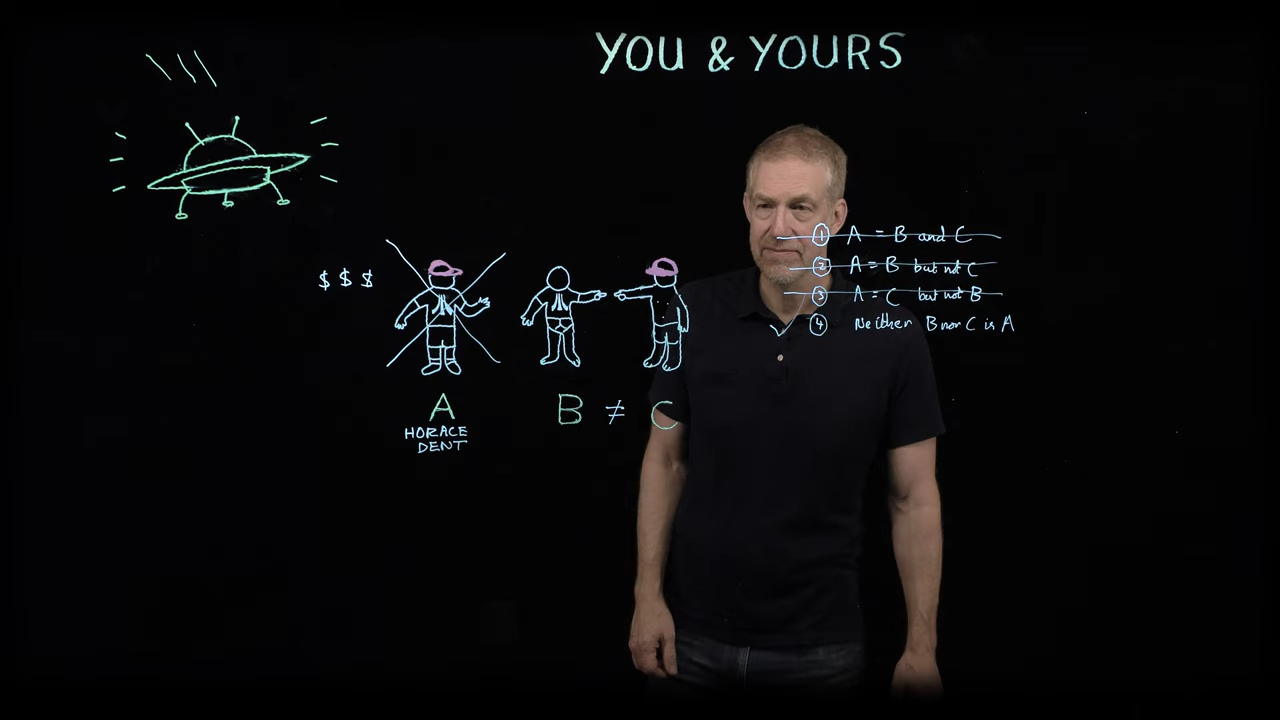 YOU & YOURS
$ $ $
① A = B and C
② A = B but not C
③ A = C but not B
④ Neither B nor C is A
A B ≠ C
HORACE
DENT